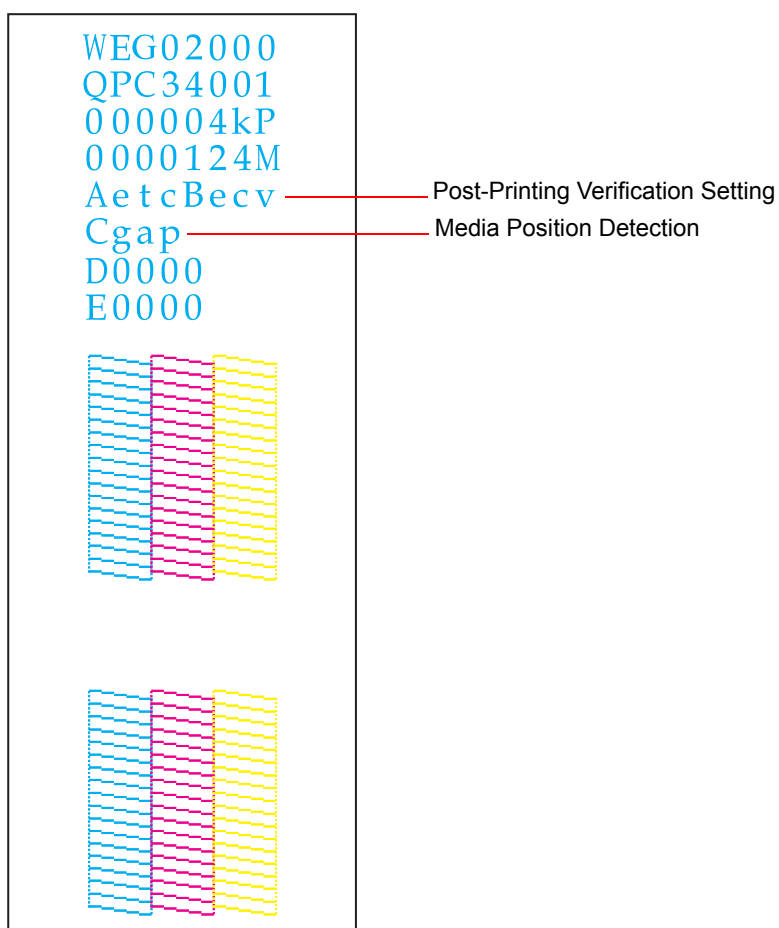 WEG02000
QPC34001
000004kP
0000124M
AetcBecv
Post-Printing Verification Setting
Cgap
Media Position Detection
D0000
E0000